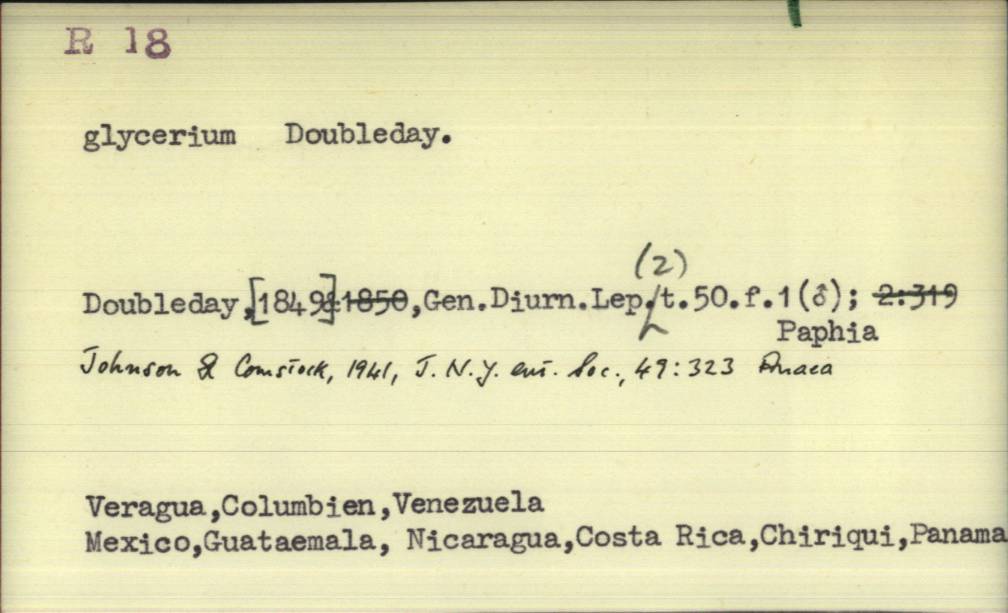 R 18
glycerium Doubleday.
Doubleday,[1849]&1850,Gen.Diurn.Lep.(2)t.50.f.1(♂); 2:319
Paphia
Johnson & Comstock, 1941, J. N.Y. ent. Soc., 49:323 Anaea
Veragua,Columbien,Venezuela
Mexico,Guataemala, Nicaragua,Costa Rica,Chiriqui,Panama